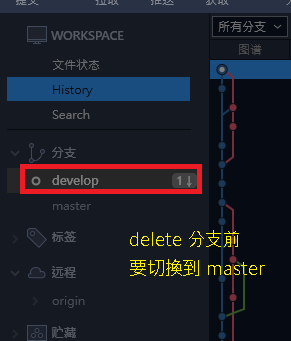 提交 拉取 推送 获取
WORKSPACE
所有分支
图谱
文件状态
History
Search
分支
develop 1↓
master
标签
delete 分支前
要切換到 master
远程
origin
贮藏